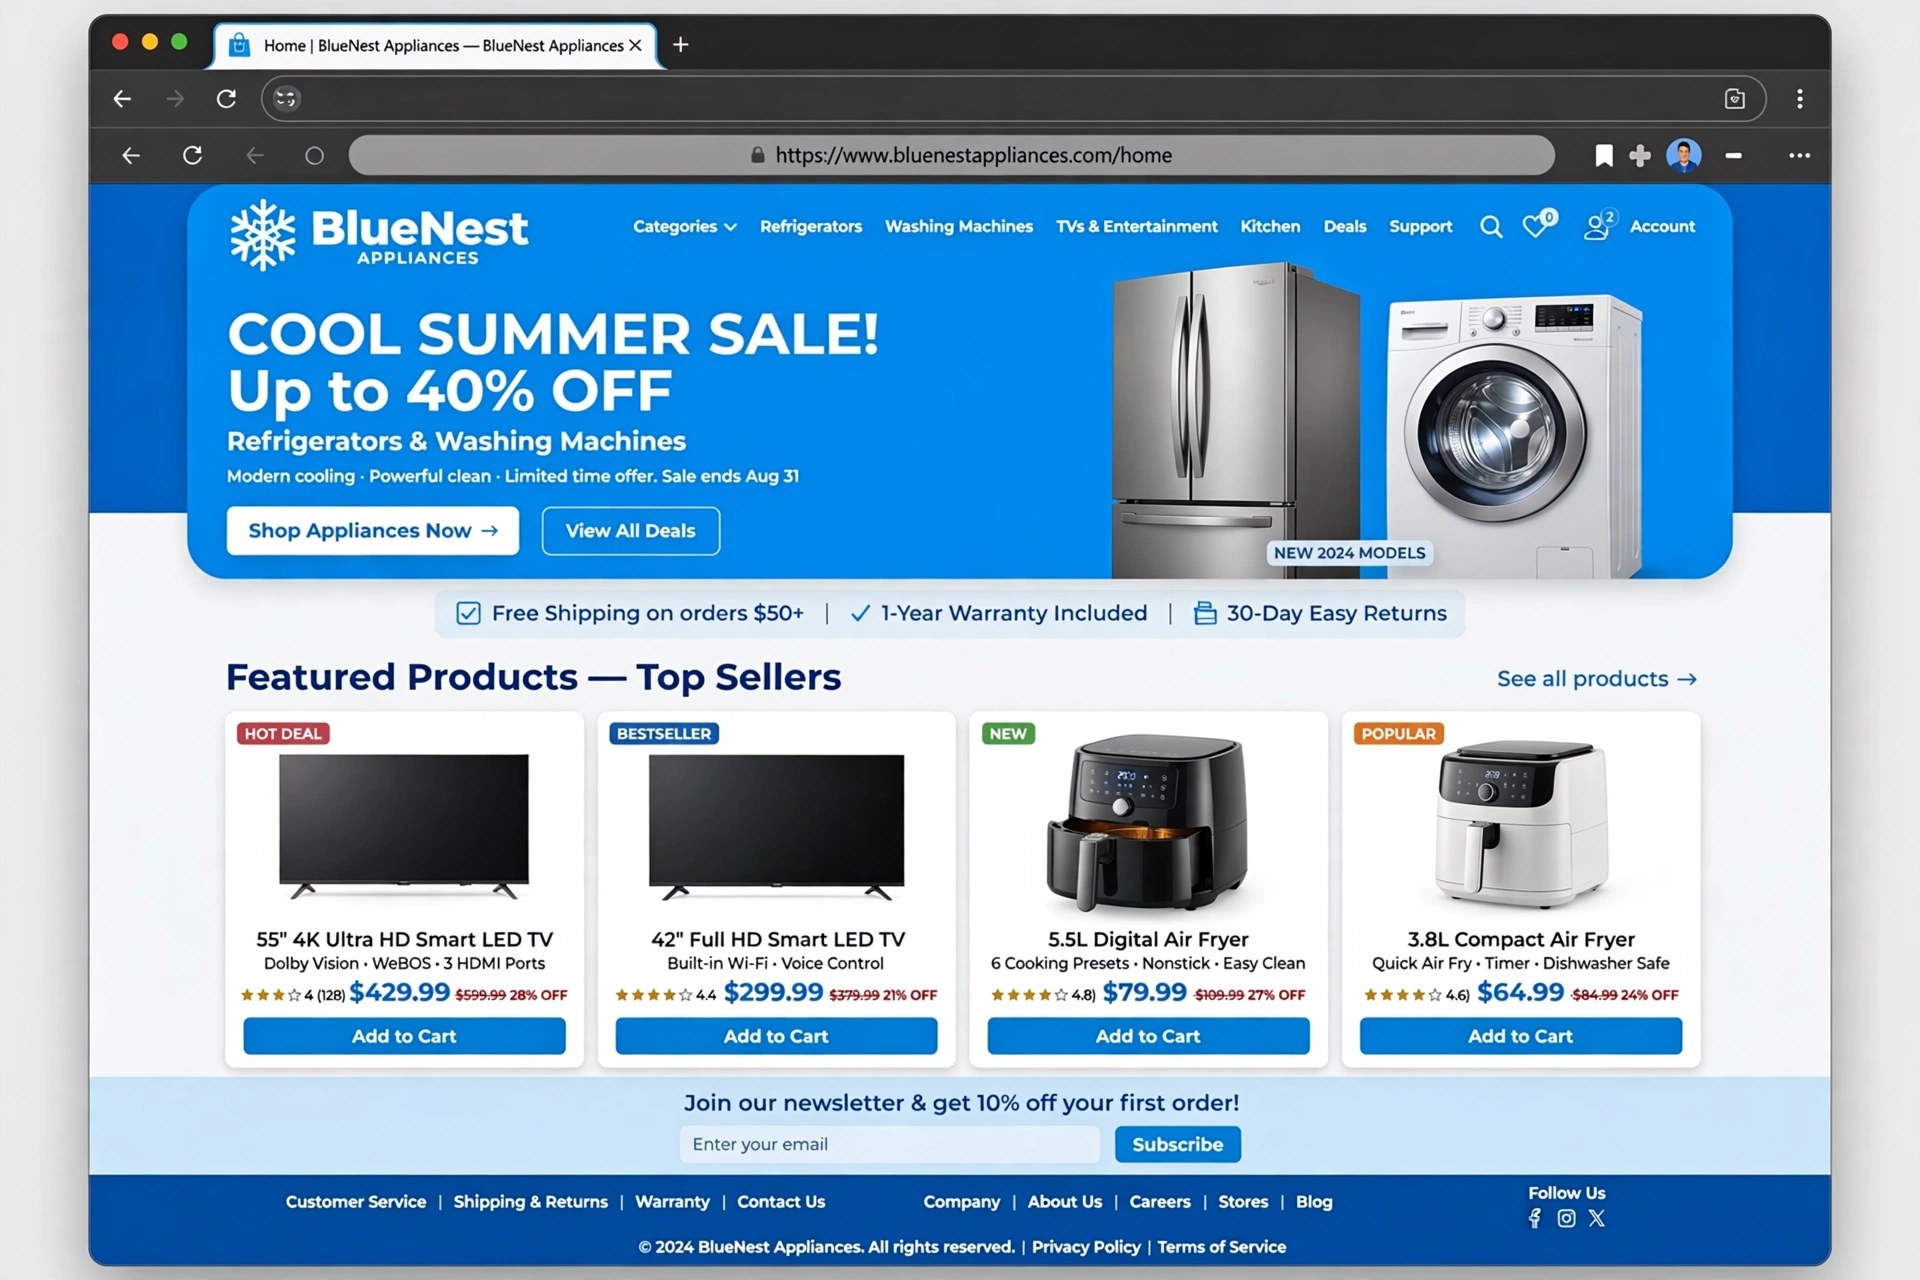 Home | BlueNest Appliances — BlueNest Appliances
https://www.bluenestappliances.com/home
BlueNest
APPLIANCES
Categories Refrigerators Washing Machines TVs & Entertainment Kitchen Deals Support 0 2 Account
COOL SUMMER SALE!
Up to 40% OFF
Refrigerators & Washing Machines
Modern cooling · Powerful clean · Limited time offer. Sale ends Aug 31
Shop Appliances Now → View All Deals
NEW 2024 MODELS
Free Shipping on orders $50+ | 1-Year Warranty Included | 30-Day Easy Returns
Featured Products — Top Sellers
See all products →
HOT DEAL
55" 4K Ultra HD Smart LED TV
Dolby Vision • WeBOS • 3 HDMI Ports
4 (128) $429.99 $599.99 28% OFF
Add to Cart
BESTSELLER
42" Full HD Smart LED TV
Built-in Wi-Fi • Voice Control
4.4 $299.99 $379.99 21% OFF
Add to Cart
NEW
5.5L Digital Air Fryer
6 Cooking Presets • Nonstick • Easy Clean
4.8) $79.99 $109.99 27% OFF
Add to Cart
POPULAR
3.8L Compact Air Fryer
Quick Air Fry • Timer • Dishwasher Safe
4.6) $64.99 $84.99 24% OFF
Add to Cart
Join our newsletter & get 10% off your first order!
Enter your email Subscribe
Customer Service | Shipping & Returns | Warranty | Contact Us
Company | About Us | Careers | Stores | Blog
Follow Us
© 2024 BlueNest Appliances. All rights reserved. | Privacy Policy | Terms of Service